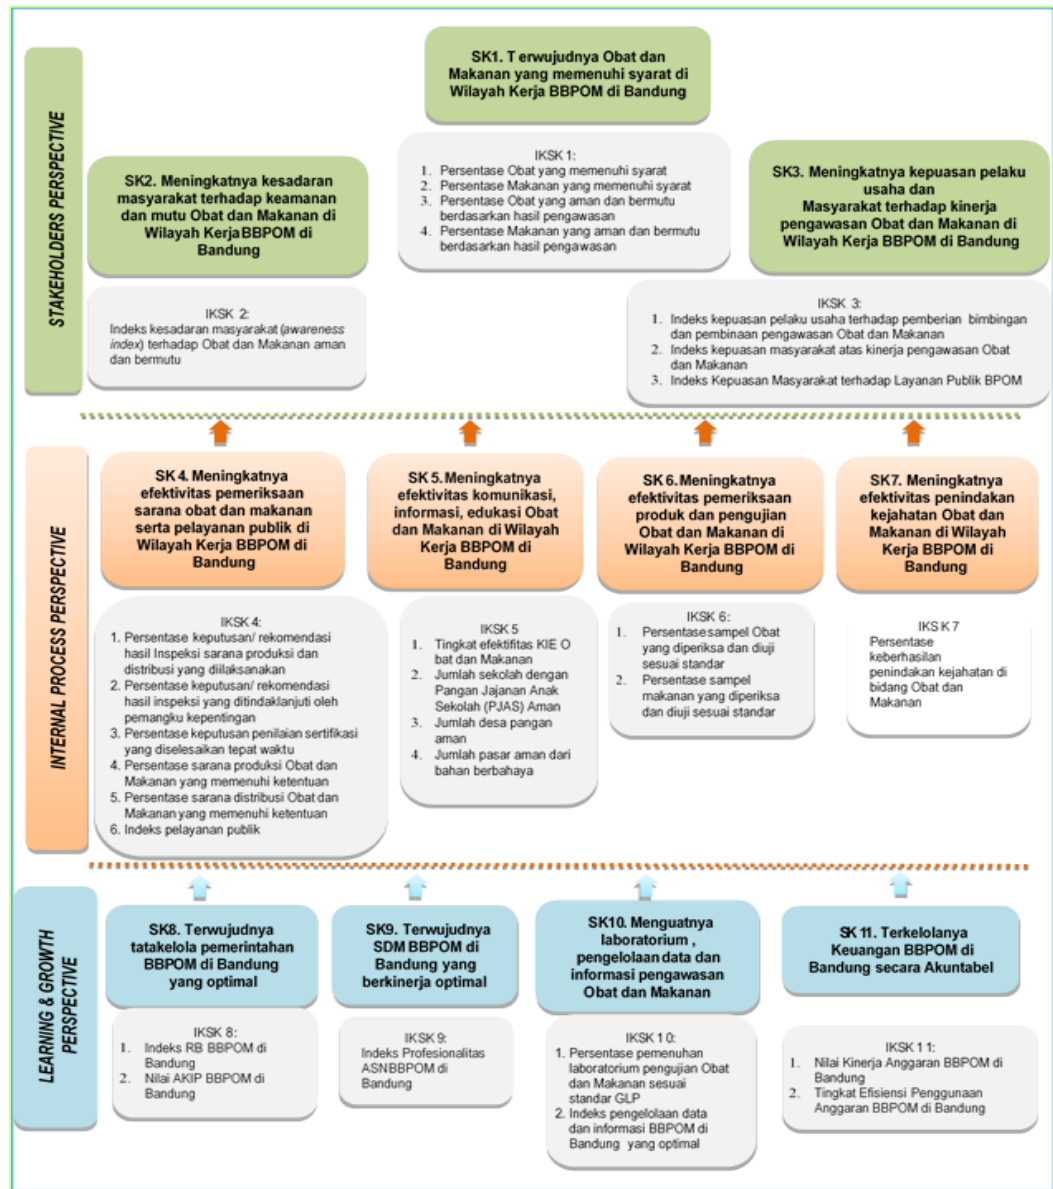 STAKEHOLDERS PERSPECTIVE
SK1. T erwujudnya Obat dan
Makanan yang memenuhi syarat di
Wilayah Kerja BBPOM di Bandung
IKSK 1:
1. Persentase Obat yang memenuhi syarat
2. Persentase Makanan yang memenuhi syarat
3. Persentase Obat yang aman dan bermutu
berdasarkan hasil pengawasan
4. Persentase Makanan yang aman dan bermutu
berdasarkan hasil pengawasan
SK2. Meningkatnya kesadaran
masyarakat terhadap keamanan
dan mutu Obat dan Makanan di
Wilayah Kerja BBPOM di
Bandung
IKSK 2:
Indeks kesadaran masyarakat (awareness
index) terhadap Obat dan Makanan aman
dan bermutu
SK3. Meningkatnya kepuasan pelaku
usaha dan
Masyarakat terhadap kinerja
pengawasan Obat dan Makanan di
Wilayah Kerja BBPOM di Bandung
IKSK 3:
1. Indeks kepuasan pelaku usaha terhadap pemberian bimbingan
dan pembinaan pengawasan Obat dan Makanan
2. Indeks kepuasan masyarakat atas kinerja pengawasan Obat
dan Makanan
3. Indeks Kepuasan Masyarakat terhadap Layanan Publik BPOM
INTERNAL PROCESS PERSPECTIVE
SK 4. Meningkatnya
efektivitas pemeriksaan
sarana obat dan makanan
serta pelayanan publik di
Wilayah Kerja BBPOM di
Bandung
IKSK 4:
1. Persentase keputusan/ rekomendasi
hasil Inspeksi sarana produksi dan
distribusi yang diilaksanakan
2. Persentase keputusan/ rekomendasi
hasil inspeksi yang ditindaklanjuti oleh
pemangku kepentingan
3. Persentase keputusan penilaian sertifikasi
yang diselesaikan tepat waktu
4. Persentase sarana produksi Obat dan
Makanan yang memenuhi ketentuan
5. Persentase sarana distribusi Obat dan
Makanan yang memenuhi ketentuan
6. Indeks pelayanan publik
SK 5. Meningkatnya
efektivitas komunikasi,
informasi, edukasi Obat
dan Makanan di Wilayah
Kerja BBPOM di
Bandung
IKSK 5
1. Tingkat efektifitas KIE O
bat dan Makanan
2. Jumlah sekolah dengan
Pangan Jajanan Anak
Sekolah (PJAS) Aman
3. Jumlah desa pangan
aman
4. Jumlah pasar aman dari
bahan berbahaya
SK 6. Meningkatnya
efektivitas pemeriksaan
produk dan pengujian
Obat dan Makanan di
Wilayah Kerja BBPOM di
Bandung
IKSK 6:
1. Persentase sampel Obat
yang diperiksa dan diuji
sesuai standar
2. Persentase sampel
makanan yang diperiksa
dan diuji sesuai standar
SK7. Meningkatnya
efektivitas penindakan
kejahatan Obat dan
Makanan di Wilayah
Kerja BBPOM di
Bandung
IKSK 7
Persentase
keberhasilan
penindakan kejahatan di
bidang Obat dan
Makanan
LEARNING & GROWTH
PERSPECTIVE
SK8. Terwujudnya
tatakelola pemerintahan
BBPOM di Bandung
yang optimal
IKSK 8:
1. Indeks RB BBPOM di
Bandung
2. Nilai AKIP BBPOM di
Bandung
SK9. Terwujudnya
SDM BBPOM di
Bandung yang
berkinerja optimal
IKSK 9:
Indeks Profesionalitas
ASN BBPOM di
Bandung
SK10. Menguatnya
laboratorium ,
pengelolaan data dan
informasi pengawasan
Obat dan Makanan
IKSK 1 0:
1. Persentase pemenuhan
laboratorium pengujian Obat
dan Makanan sesuai
standar GLP
2. Indeks pengelolaan data
dan informasi BBPOM di
Bandung yang optimal
SK 11. Terkelolanya
Keuangan BBPOM di
Bandung secara Akuntabel
IKSK 1 1:
1. Nilai Kinerja Anggaran BBPOM di
Bandung
2. Tingkat Efisiensi Penggunaan
Anggaran BBPOM di Bandung